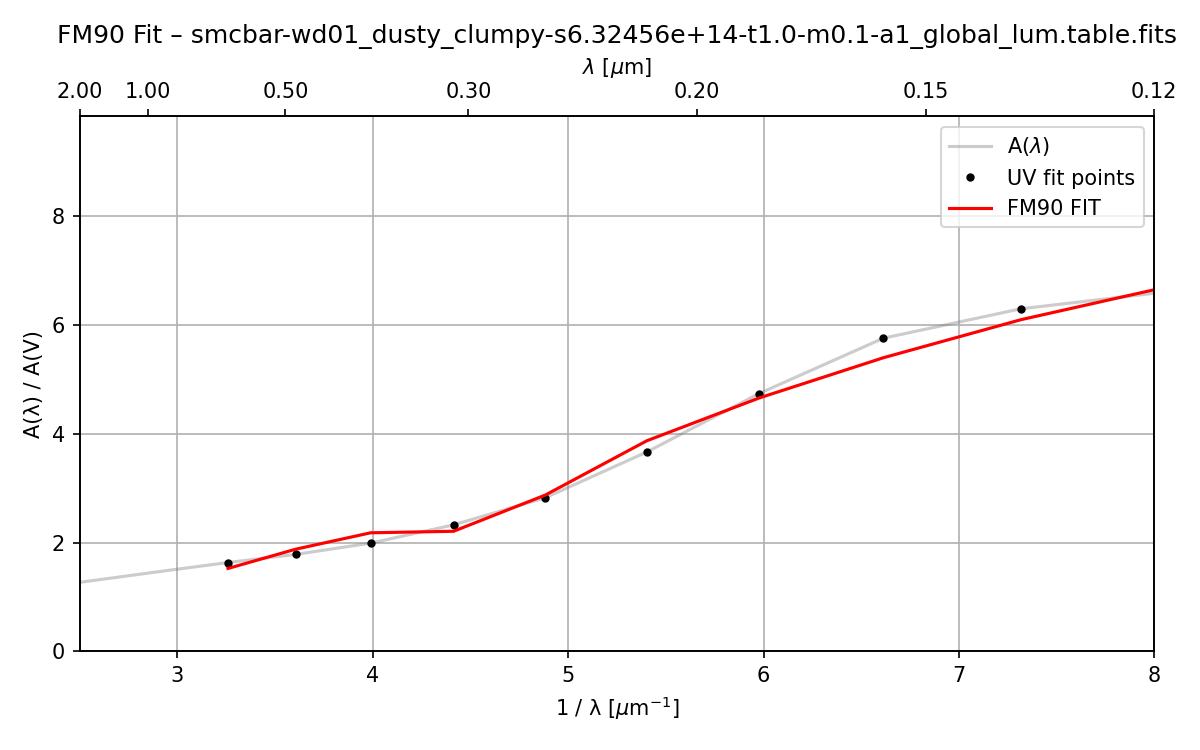 FM90 Fit – smcbar-wd01_dusty_clumpy-s6.32456e+14-t1.0-m0.1-a1_global_lum.table.fits
λ [μm]
2.00 1.00 0.50 0.30 0.20 0.15 0.12
A(λ)
UV fit points
FM90 FIT
A(λ) / A(V)
8
6
4
2
0
3 4 5 6 7 8
1 / λ [μm⁻¹]